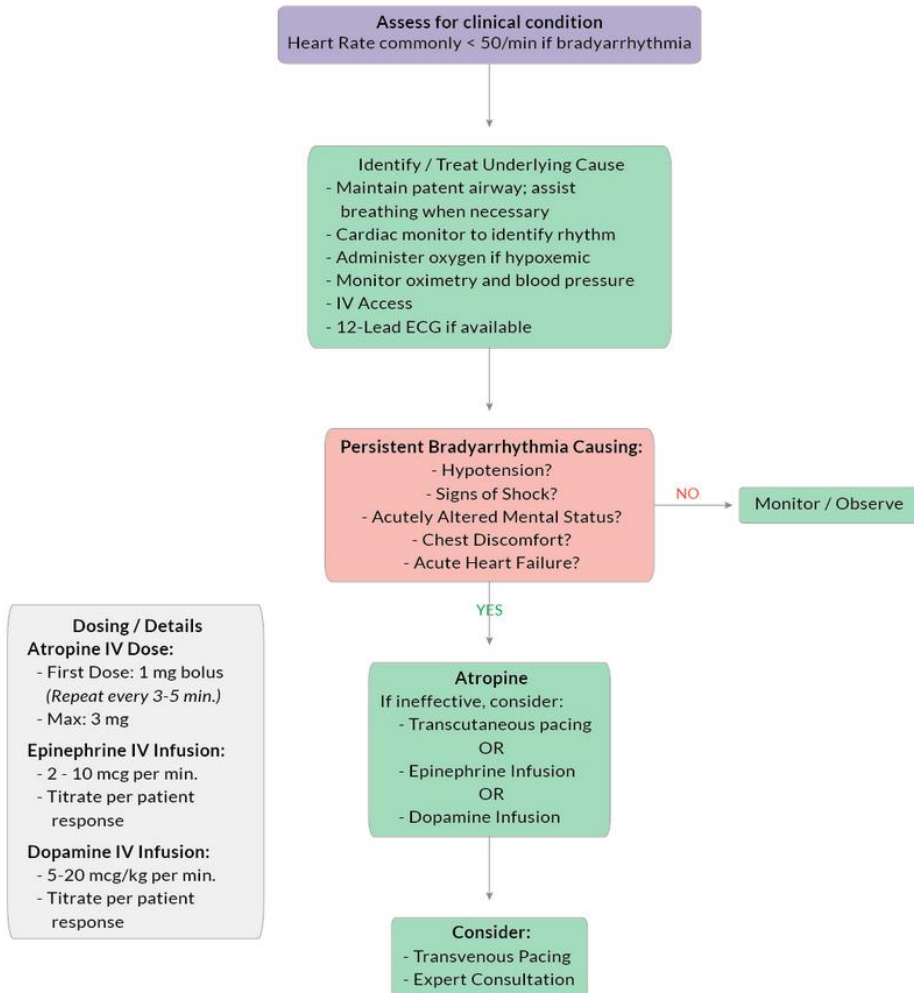 Assess for clinical condition
Heart Rate commonly < 50/min if bradyarrhythmia
Identify / Treat Underlying Cause
- Maintain patent airway; assist
breathing when necessary
- Cardiac monitor to identify rhythm
- Administer oxygen if hypoxemic
- Monitor oximetry and blood pressure
- IV Access
- 12-Lead ECG if available
Persistent Bradyarrhythmia Causing:
- Hypotension?
- Signs of Shock?
- Acutely Altered Mental Status?
- Chest Discomfort?
- Acute Heart Failure?
NO
Monitor / Observe
YES
Dosing / Details
Atropine IV Dose:
- First Dose: 1 mg bolus
(Repeat every 3-5 min.)
- Max: 3 mg
Epinephrine IV Infusion:
- 2 - 10 mcg per min.
- Titrate per patient
response
Dopamine IV Infusion:
- 5-20 mcg/kg per min.
- Titrate per patient
response
Atropine
If ineffective, consider:
- Transcutaneous pacing
OR
- Epinephrine Infusion
OR
- Dopamine Infusion
Consider:
- Transvenous Pacing
- Expert Consultation